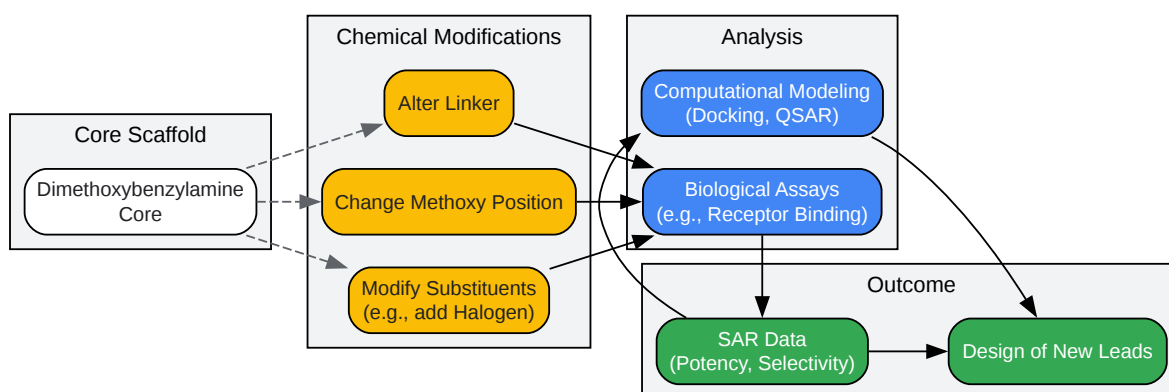 Core Scaffold
Dimethoxybenzylamine
Core
Chemical Modifications
Alter Linker
Change Methoxy Position
Modify Substituents
(e.g., add Halogen)
Analysis
Computational Modeling
(Docking, QSAR)
Biological Assays
(e.g., Receptor Binding)
Outcome
SAR Data
(Potency, Selectivity)
Design of New Leads